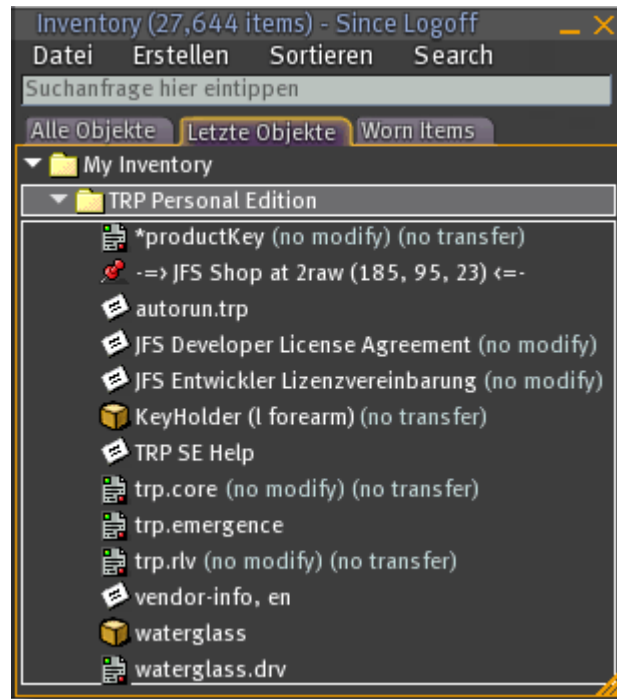 Inventory (27,644 items) - Since Logoff
Datei Erstellen Sortieren Search
Suchanfrage hier eintippen
Alle Objekte Letzte Objekte Worn Items
My Inventory
TRP Personal Edition
*productKey (no modify) (no transfer)
-=> JFS Shop at 2raw (185, 95, 23) <=-
autorun.trp
JFS Developer License Agreement (no modify)
JFS Entwickler Lizenzvereinbarung (no modify)
KeyHolder (l forearm) (no transfer)
TRP SE Help
trp.core (no modify) (no transfer)
trp.emergence
trp.rlv (no modify) (no transfer)
vendor-info, en
waterglass
waterglass.drv